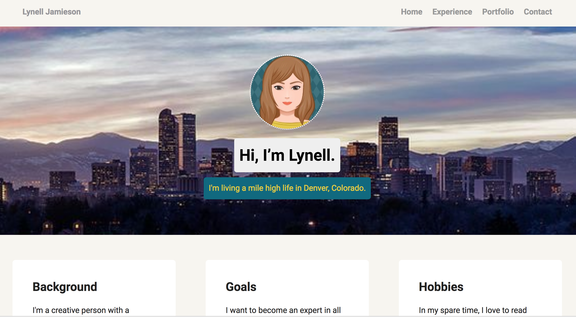 Lynell Jamieson
Home Experience Portfolio Contact
Hi, I’m Lynell.
I'm living a mile high life in Denver, Colorado.
Background Goals Hobbies
I'm a creative person with a I want to become an expert in all In my spare time, I love to read